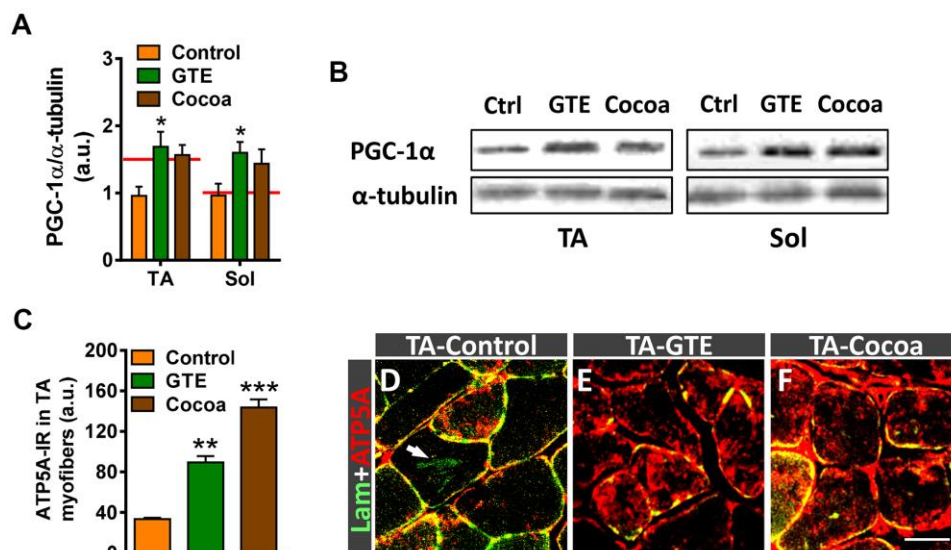 A
PGC-1α/α-tubulin
(a.u.)
3
2
1
0
Control
GTE
Cocoa
*
*
TA
Sol
B
Ctrl GTE Cocoa
Ctrl GTE Cocoa
PGC-1α
α-tubulin
TA
Sol
C
ATP5A-IR in TA
myofibers (a.u.)
200
160
120
80
40
0
Control
GTE
Cocoa
**
***
TA-Control
TA-GTE
TA-Cocoa
Lam+ATP5A
D
E
F